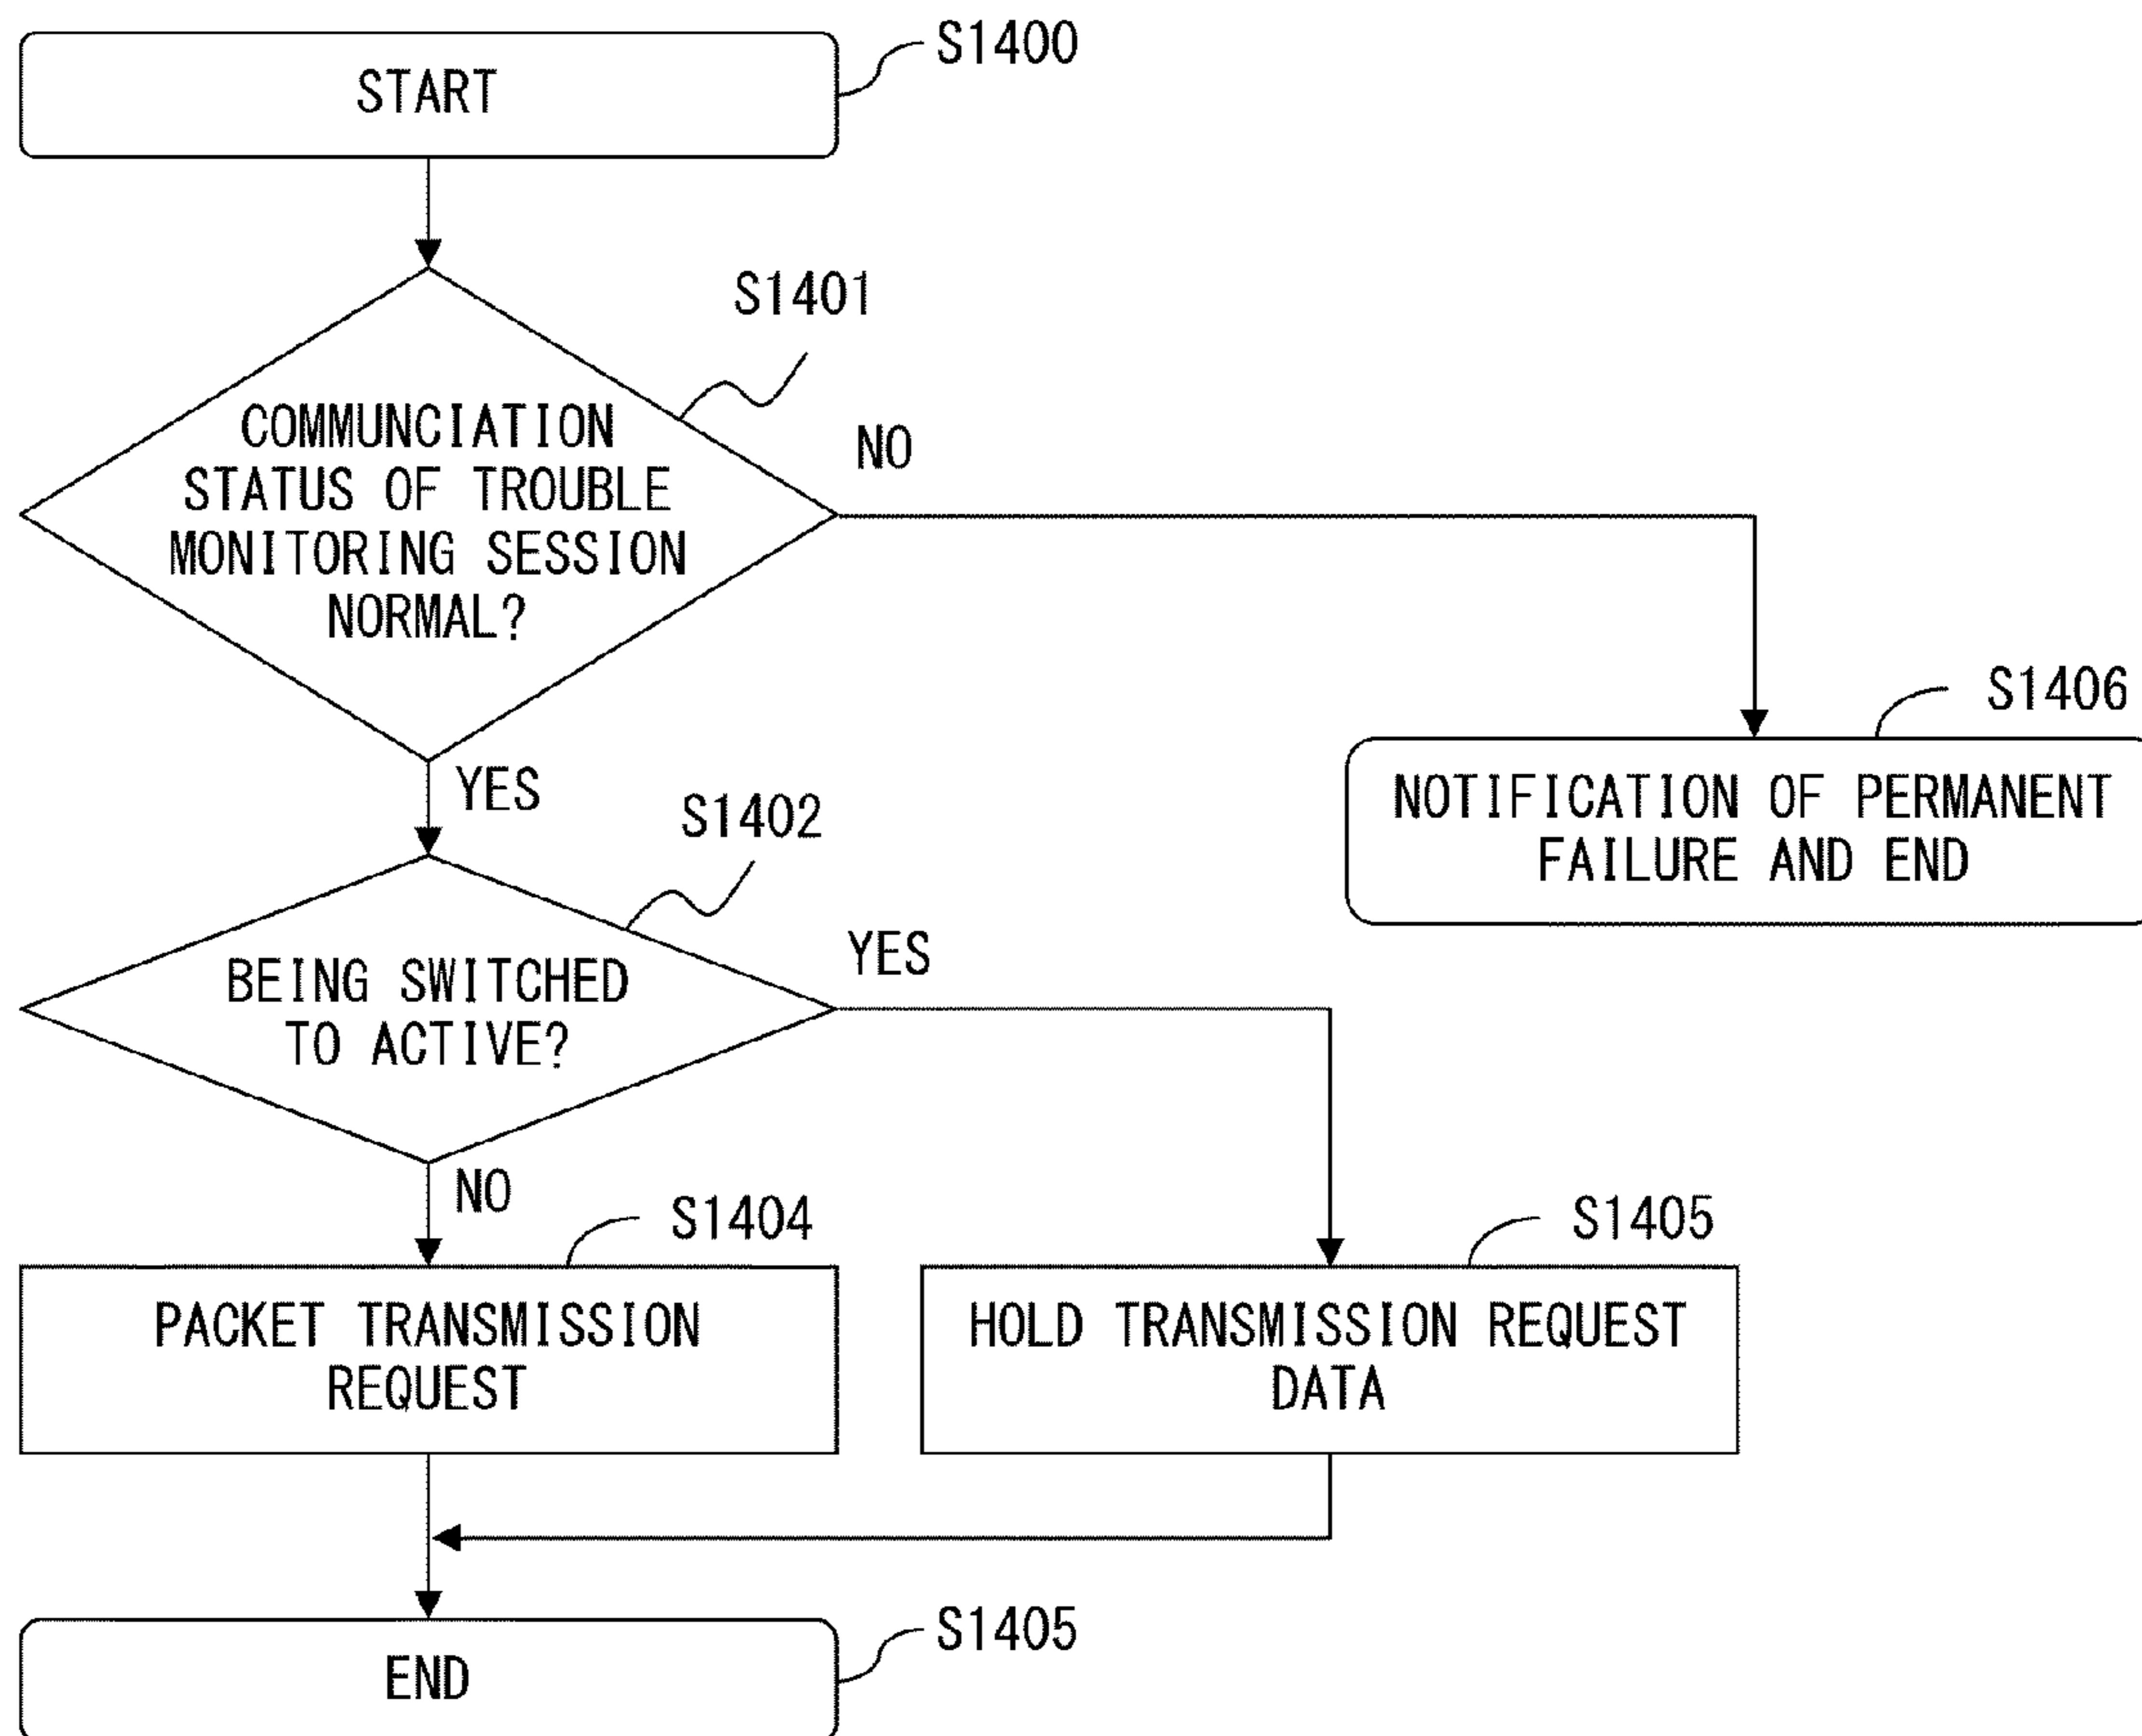 START
S1400
S1401
COMMUNCIATION
STATUS OF TROUBLE
MONITORING SESSION
NORMAL?
NO
YES
S1406
NOTIFICATION OF PERMANENT
FAILURE AND END
S1402
BEING SWITCHED
TO ACTIVE?
YES
NO
S1404
PACKET TRANSMISSION
REQUEST
S1405
HOLD TRANSMISSION REQUEST
DATA
END
S1405